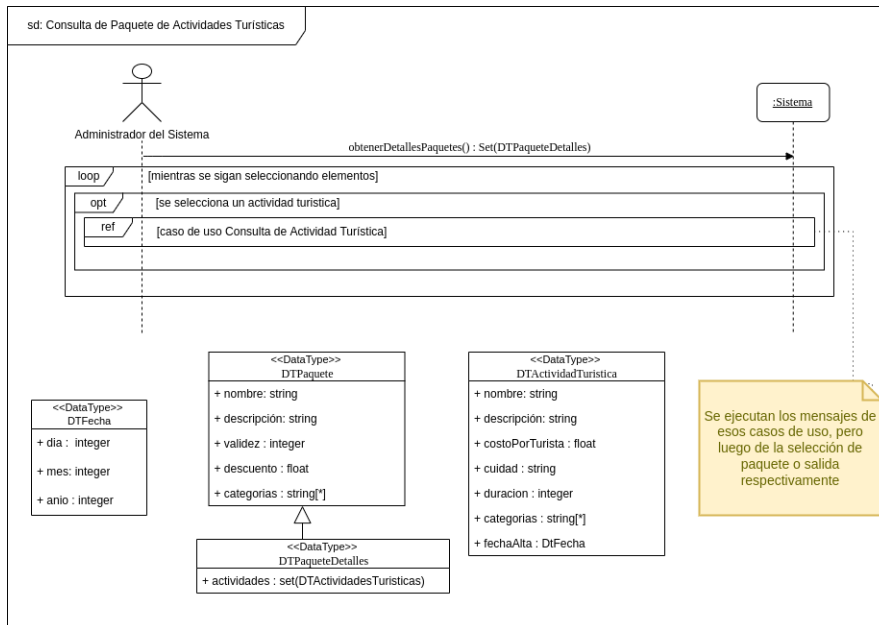 sd: Consulta de Paquete de Actividades Turísticas
Administrador del Sistema
:Sistema
obtenerDetallesPaquetes() : Set(DTPaqueteDetalles)
loop
[mientras se sigan seleccionando elementos]
opt
[se selecciona un actividad turistica]
ref
[caso de uso Consulta de Actividad Turística]
<<DataType>>
DTFecha
+ dia : integer
+ mes: integer
+ anio : integer
<<DataType>>
DTPaquete
+ nombre: string
+ descripción: string
+ validez : integer
+ descuento : float
+ categorias : string[*]
<<DataType>>
DTPaqueteDetalles
+ actividades : set(DTActividadesTuristicas)
<<DataType>>
DTActividadTuristica
+ nombre: string
+ descripción: string
+ costoPorTurista : float
+ cuidad : string
+ duracion : integer
+ categorias : string[*]
+ fechaAlta : DtFecha
Se ejecutan los mensajes de
esos casos de uso, pero
luego de la selección de
paquete o salida
respectivamente